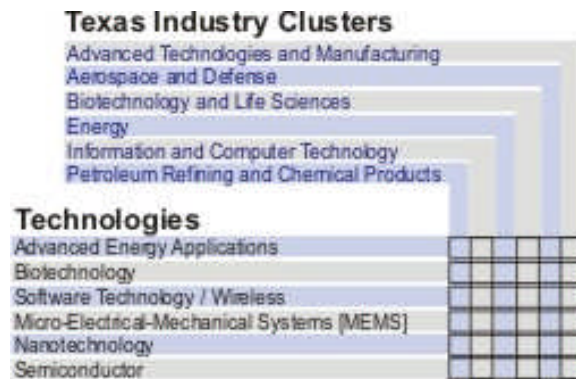 Texas Industry Clusters
Advanced Technologies and Manufacturing
Aerospace and Defense
Biotechnology and Life Sciences
Energy
Information and Computer Technology
Petroleum Refining and Chemical Products
Technologies
Advanced Energy Applications
Biotechnology
Software Technology / Wireless
Micro-Electrical-Mechanical Systems [MEMS]
Nanotechnology
Semiconductor